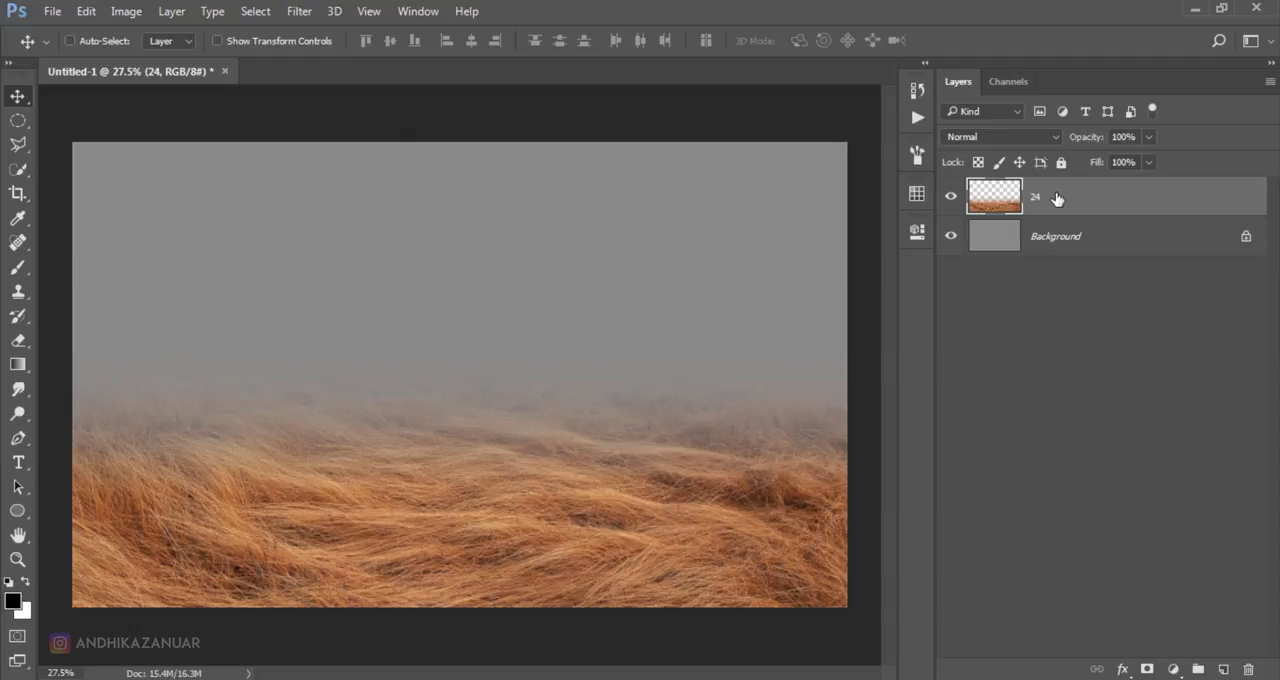 Ps File Edit Image Layer Type Select Filter 3D View Window Help
Auto-Select: Layer Show Transform Controls 3D Mode:
Untitled-1 @ 27.5% (24, RGB/8#) * ×
Layers Channels
Kind
Normal Opacity: 100%
Lock: Fill: 100%
24
Background
ANDHIKAZANUAR
27.5% Doc: 15.4M/16.3M